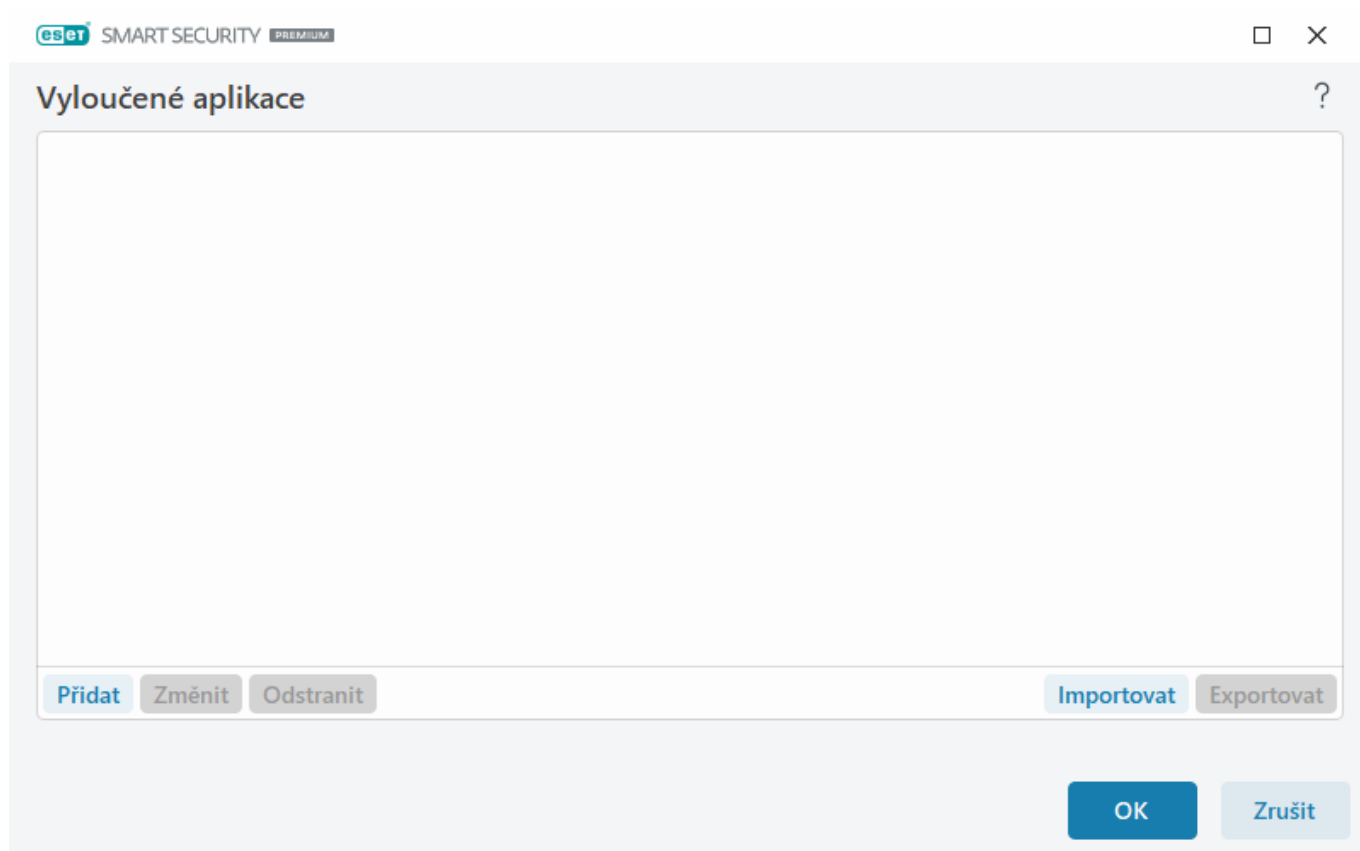 eset SMART SECURITY PREMIUM
Vyloučené aplikace ?
Přidat Změnit Odstranit Importovat Exportovat
OK Zrušit